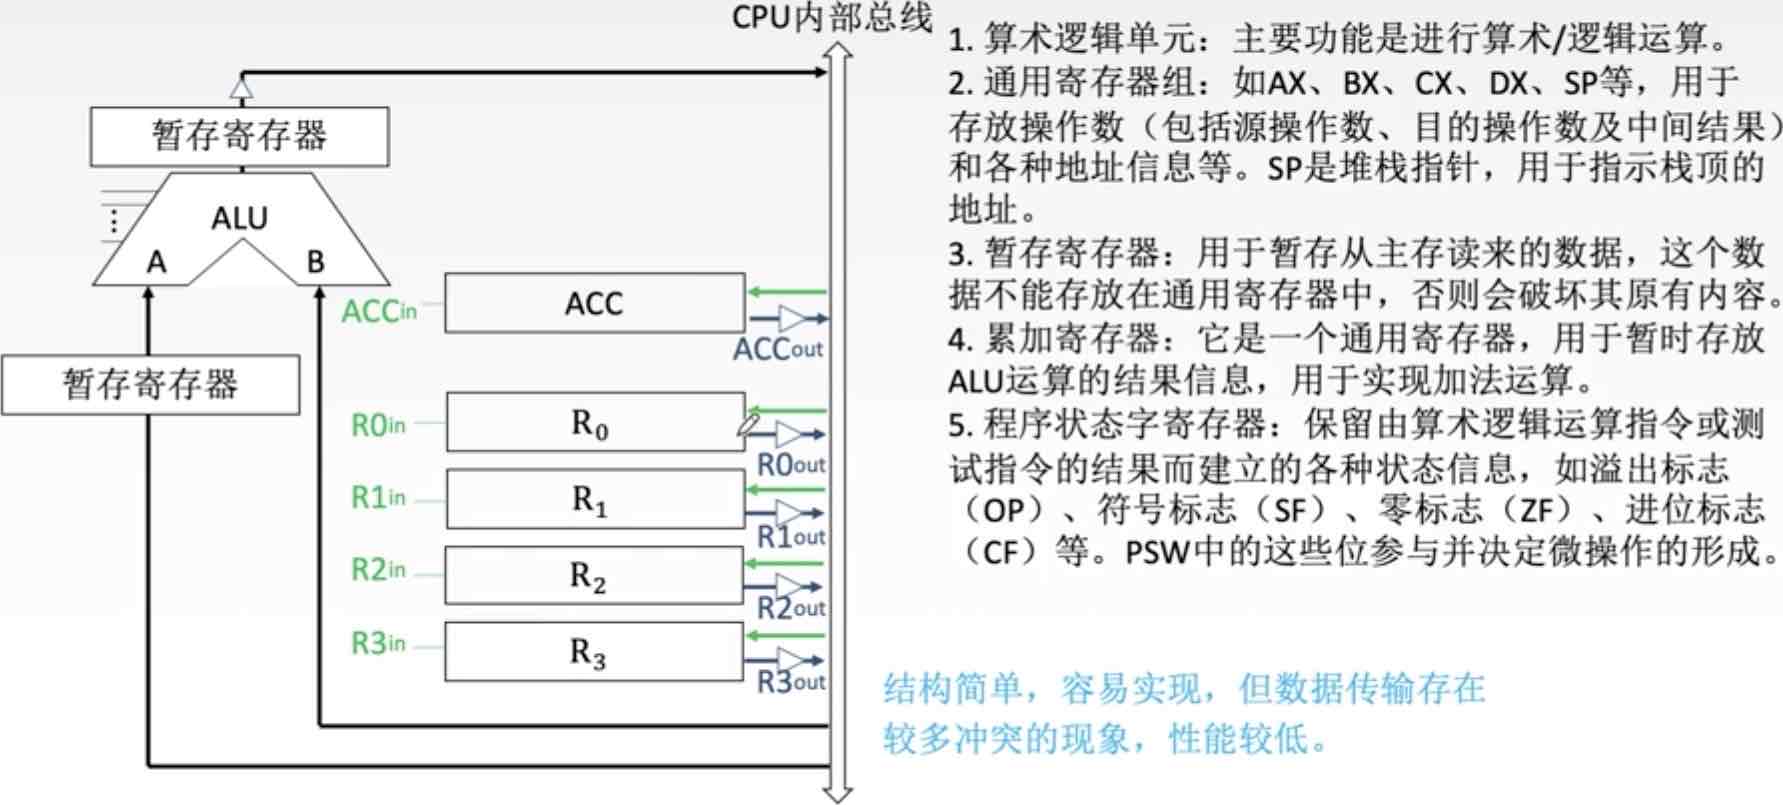 CPU内部总线
暂存寄存器
ALU
A
B
暂存寄存器
ACCin
ACC
ACCout
R0in
R₀
R0out
R1in
R₁
R1out
R2in
R₂
R2out
R3in
R₃
R3out
1. 算术逻辑单元：主要功能是进行算术/逻辑运算。
2. 通用寄存器组：如AX、BX、CX、DX、SP等，用于
存放操作数（包括源操作数、目的操作数及中间结果）
和各种地址信息等。SP是堆栈指针，用于指示栈顶的
地址。
3. 暂存寄存器：用于暂存从主存读来的数据，这个数
据不能存放在通用寄存器中，否则会破坏其原有内容。
4. 累加寄存器：它是一个通用寄存器，用于暂时存放
ALU运算的结果信息，用于实现加法运算。
5. 程序状态字寄存器：保留由算术逻辑运算指令或测
试指令的结果而建立的各种状态信息，如溢出标志
（OP）、符号标志（SF）、零标志（ZF）、进位标志
（CF）等。PSW中的这些位参与并决定微操作的形成。
结构简单，容易实现，但数据传输存在
较多冲突的现象，性能较低。